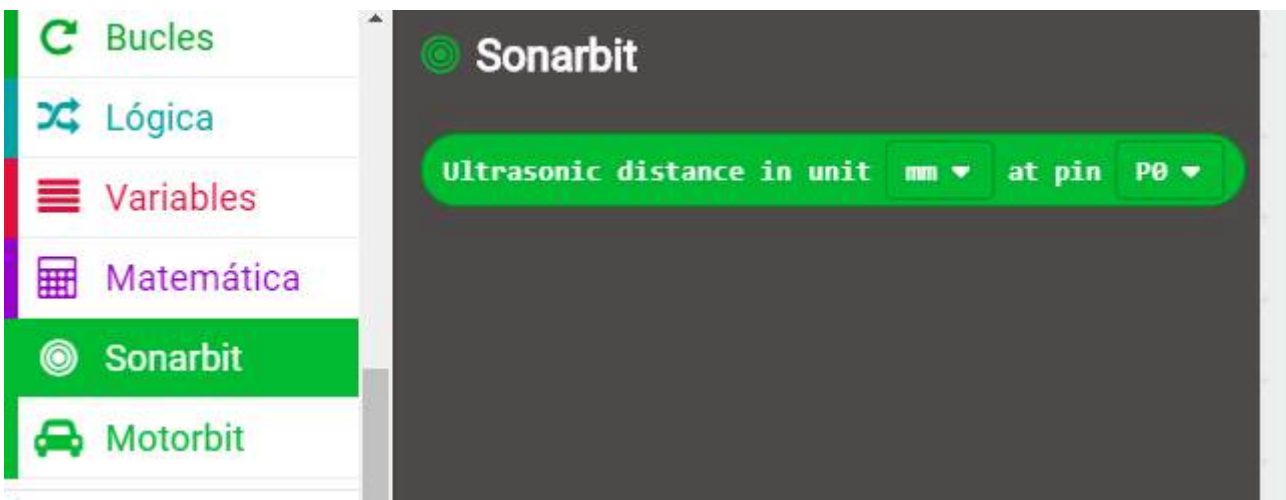 Bucles
Lógica
Variables
Matemática
Sonarbit
Motorbit
Sonarbit
Ultrasonic distance in unit mm at pin P0